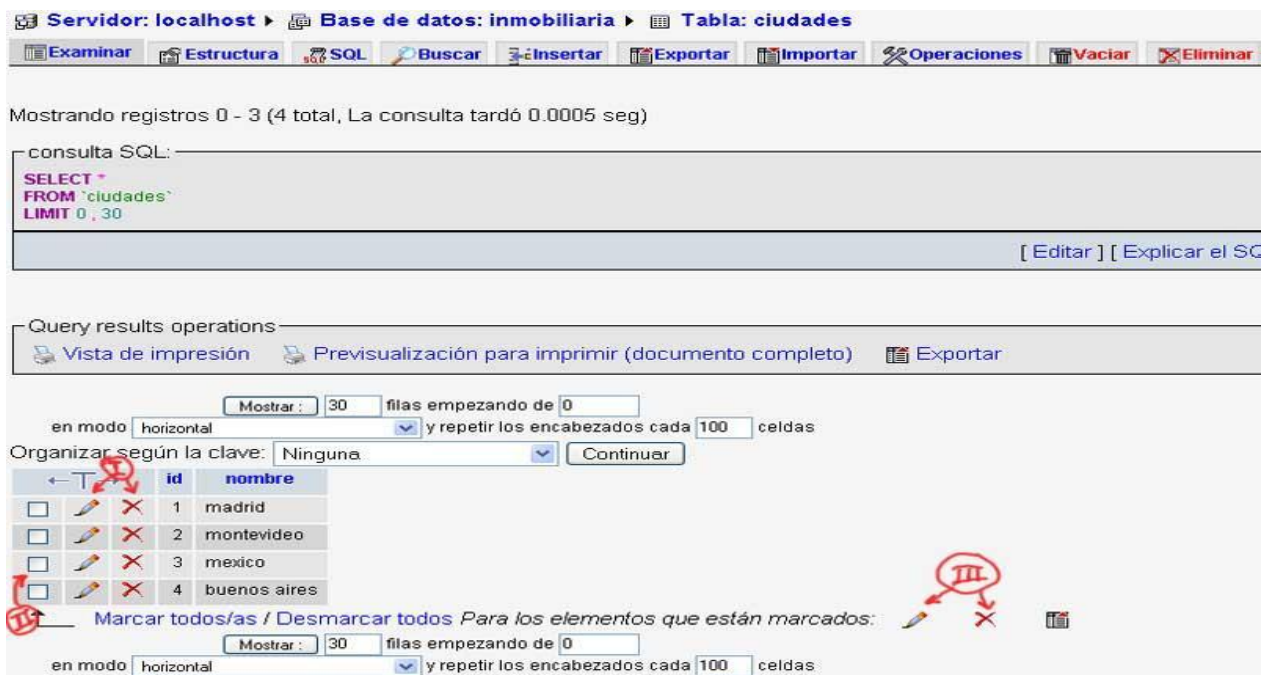 Servidor: localhost ▸ Base de datos: inmobiliaria ▸ Tabla: ciudades
Examinar Estructura SQL Buscar Insertar Exportar Importar Operaciones Vaciar Eliminar
Mostrando registros 0 - 3 (4 total, La consulta tardó 0.0005 seg)
consulta SQL:
SELECT *
FROM `ciudades`
LIMIT 0 , 30
[ Editar ] [ Explicar el SQ
Query results operations
Vista de impresión Previsualización para imprimir (documento completo) Exportar
Mostrar : 30 filas empezando de 0
en modo horizontal y repetir los encabezados cada 100 celdas
Organizar según la clave: Ninguna Continuar
I
←T→ id nombre
1 madrid
2 montevideo
3 mexico
4 buenos aires
III
II
Marcar todos/as / Desmarcar todos Para los elementos que están marcados:
Mostrar : 30 filas empezando de 0
en modo horizontal y repetir los encabezados cada 100 celdas